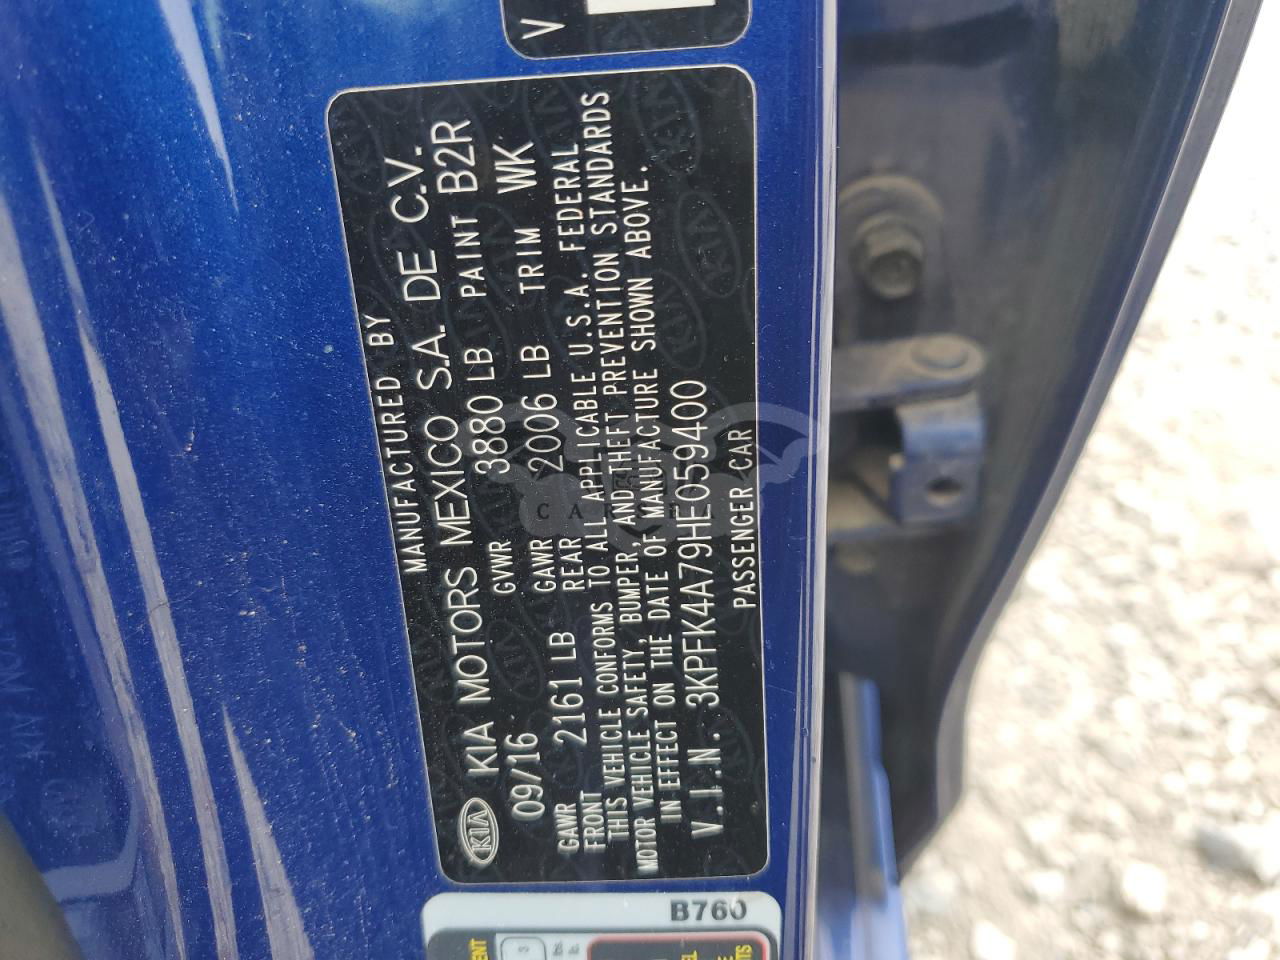 V
MANUFACTURED BY
KIA KIA MOTORS MEXICO S.A. DE C.V.
09/16 GVWR 3880 LB PAINT B2R
GAWR FRONT 2161 LB GAWR REAR 2006 LB TRIM WK
THIS VEHICLE CONFORMS TO ALL APPLICABLE U.S.A. FEDERAL
MOTOR VEHICLE SAFETY, BUMPER, AND THEFT PREVENTION STANDARDS
IN EFFECT ON THE DATE OF MANUFACTURE SHOWN ABOVE.
V.I.N. 3KPFK4A79HE059400
PASSENGER CAR
B760